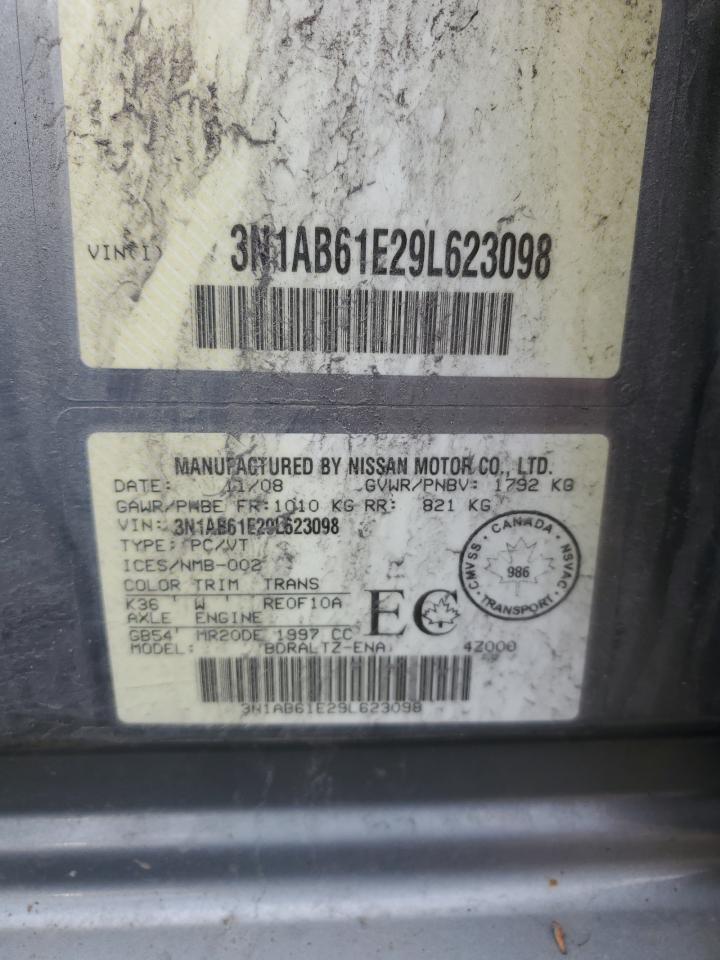 VIN(1) 3N1AB61E29L623098
MANUFACTURED BY NISSAN MOTOR CO., LTD.
DATE: 11/08 GVWR/PNBV: 1792 KG
GAWR/PNBE FR:1010 KG RR: 821 KG
VIN: 3N1AB61E29L623098
TYPE: PC/VT
ICES/NMB-002
COLOR TRIM TRANS
K36 W RE0F10A
AXLE ENGINE
GB54 MR20DE 1997 CC
MODEL: BDRALTZ-ENA 4Z000
3N1AB61E29L623098
EC
CANADA
CMVSS NSVAC
986
TRANSPORT